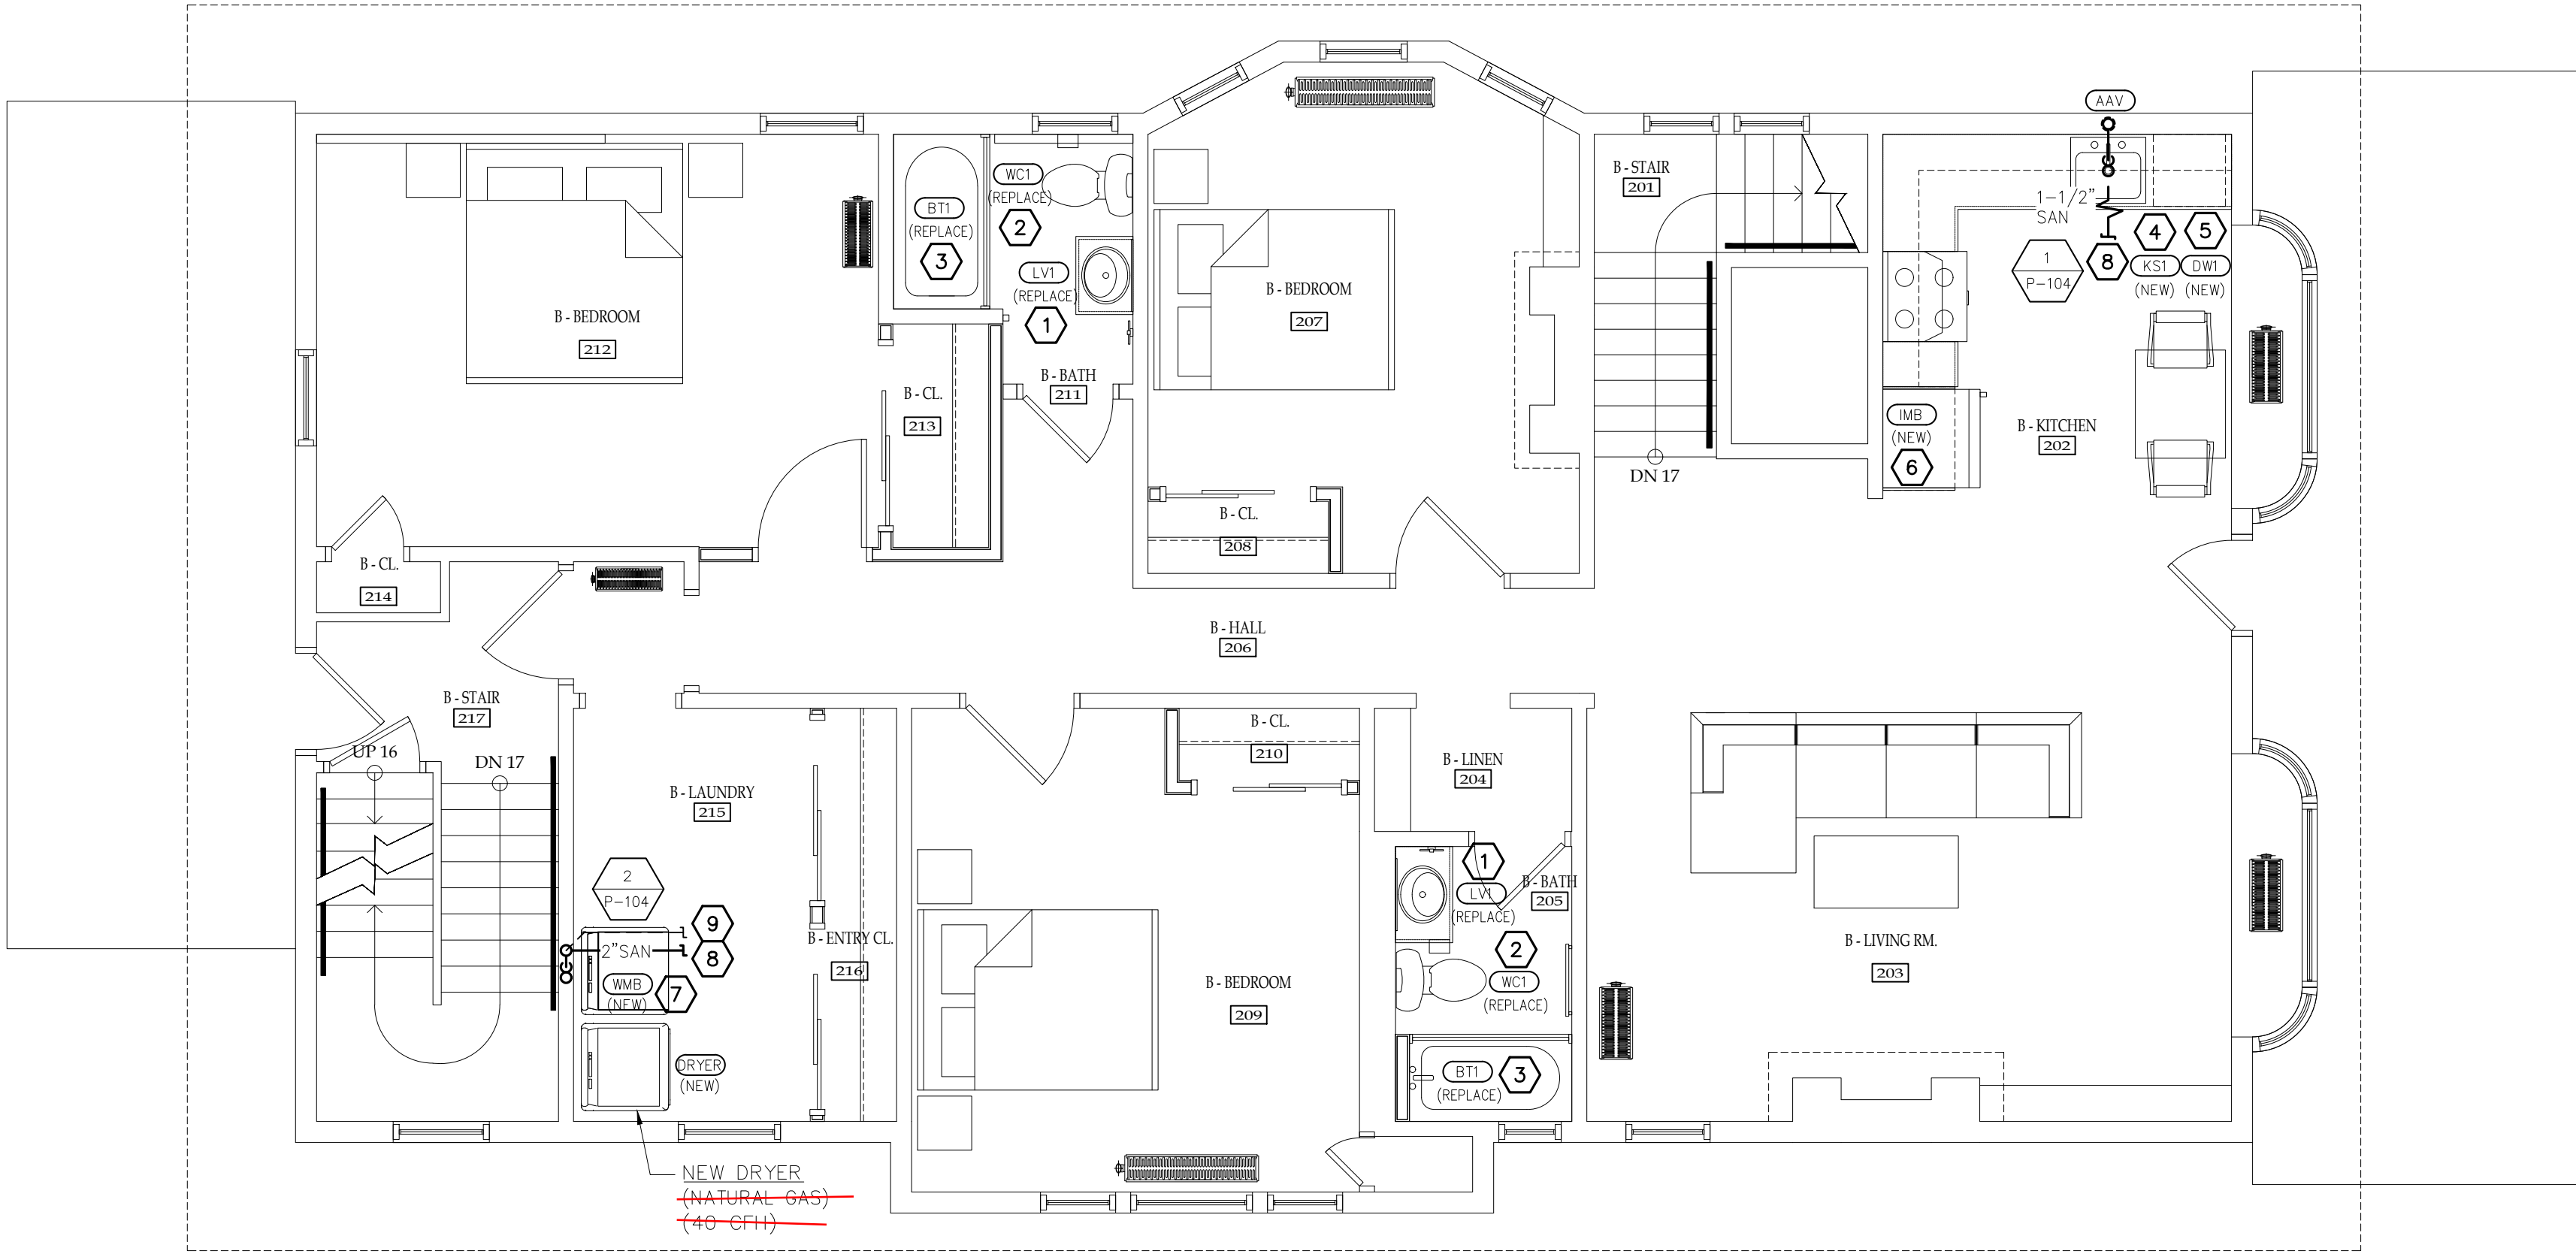 AAV
B - STAIR
201
1-1/2"
SAN
1
P-104
8
4
KS1
(NEW)
5
DW1
(NEW)
WC1
(REPLACE)
2
BT1
(REPLACE)
3
LV1
(REPLACE)
1
B - BATH
211
B - BEDROOM
207
B - BEDROOM
212
B - CL.
213
IMB
(NEW)
6
B - KITCHEN
202
DN 17
B - CL.
208
B - CL.
214
B - HALL
206
B - STAIR
217
UP 16
DN 17
B - LAUNDRY
215
B - CL.
210
B - LINEN
204
2
P-104
9
2"SAN
8
WMB
(NEW)
7
B - ENTRY CL.
216
1
LV1
(REPLACE)
B - BATH
205
2
WC1
(REPLACE)
B - BEDROOM
209
B - LIVING RM.
203
DRYER
(NEW)
BT1
(REPLACE)
3
NEW DRYER
(NATURAL GAS)
(40 CFH)